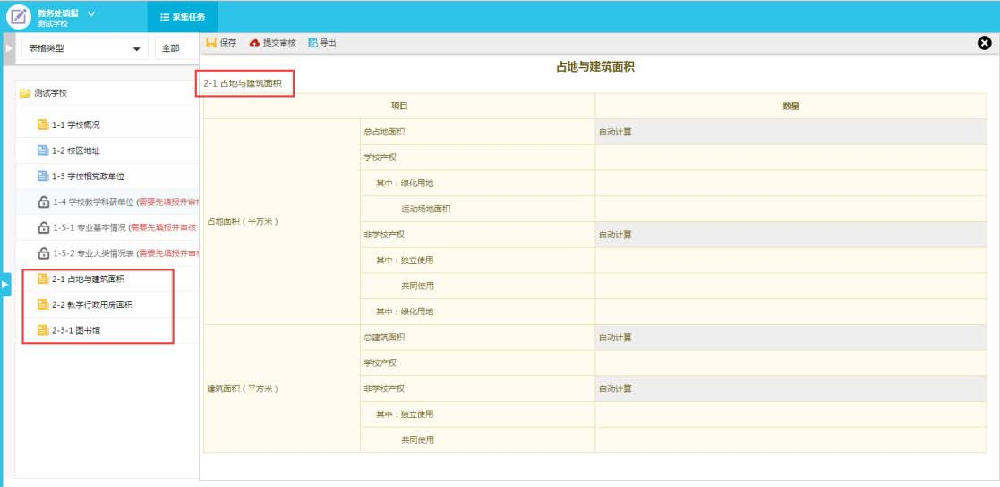 教务处填报
测试学校
采集任务
表格类型
全部
保存 提交审核 导出
测试学校
1-1 学校概况
1-2 校区地址
1-3 学校相党政单位
1-4 学校教学科研单位 (需要先填报并审核
1-5-1 专业基本情况 (需要先填报并审核
1-5-2 专业大类情况表 (需要先填报并审核
2-1 占地与建筑面积
2-2 教学行政用房面积
2-3-1 图书馆
占地与建筑面积
2-1 占地与建筑面积
项目 数量
占地面积（平方米）
总占地面积 自动计算
学校产权
其中：绿化用地
运动场地面积
非学校产权 自动计算
其中：独立使用
共同使用
其中：绿化用地
建筑面积（平方米）
总建筑面积 自动计算
学校产权
非学校产权 自动计算
其中：独立使用
共同使用